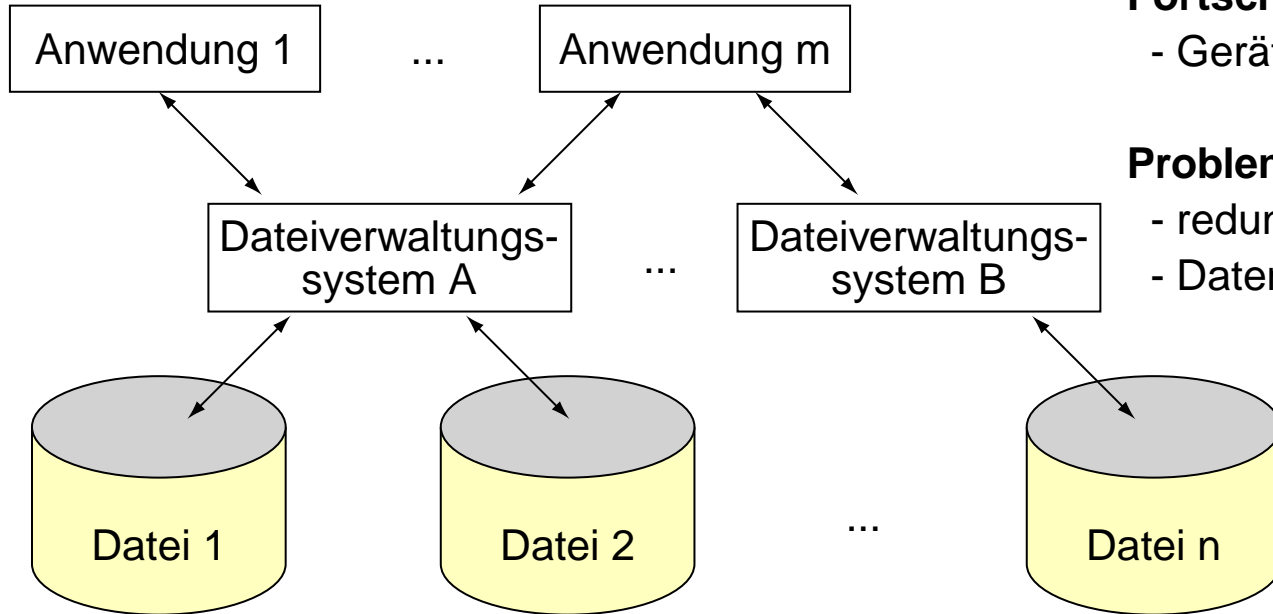 Anwendung 1
...
Anwendung m
Dateiverwaltungs-
system A
...
Dateiverwaltungs-
system B
Datei 1
Datei 2
...
Datei n